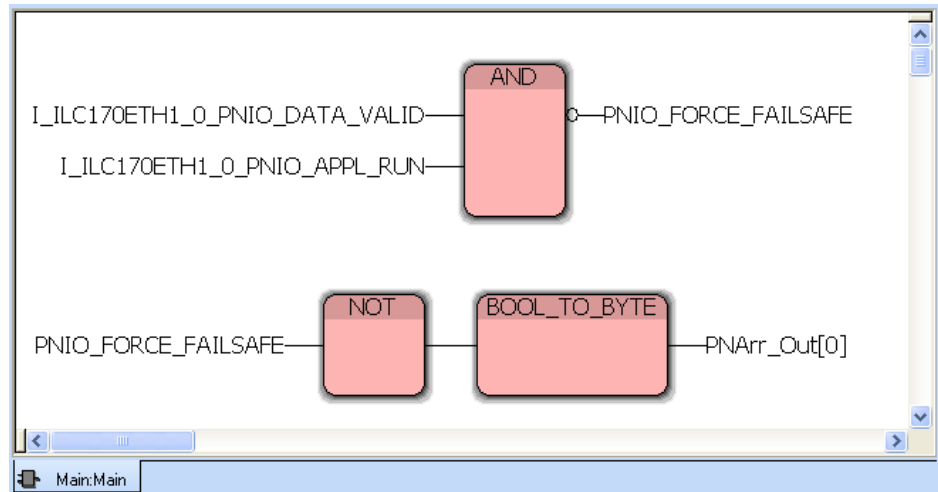 AND
I_ILC170ETH1_0_PNIO_DATA_VALID
PNIO_FORCE_FAILSAFE
I_ILC170ETH1_0_PNIO_APPL_RUN
NOT
BOOL_TO_BYTE
PNIO_FORCE_FAILSAFE
PNArr_Out[0]
Main:Main